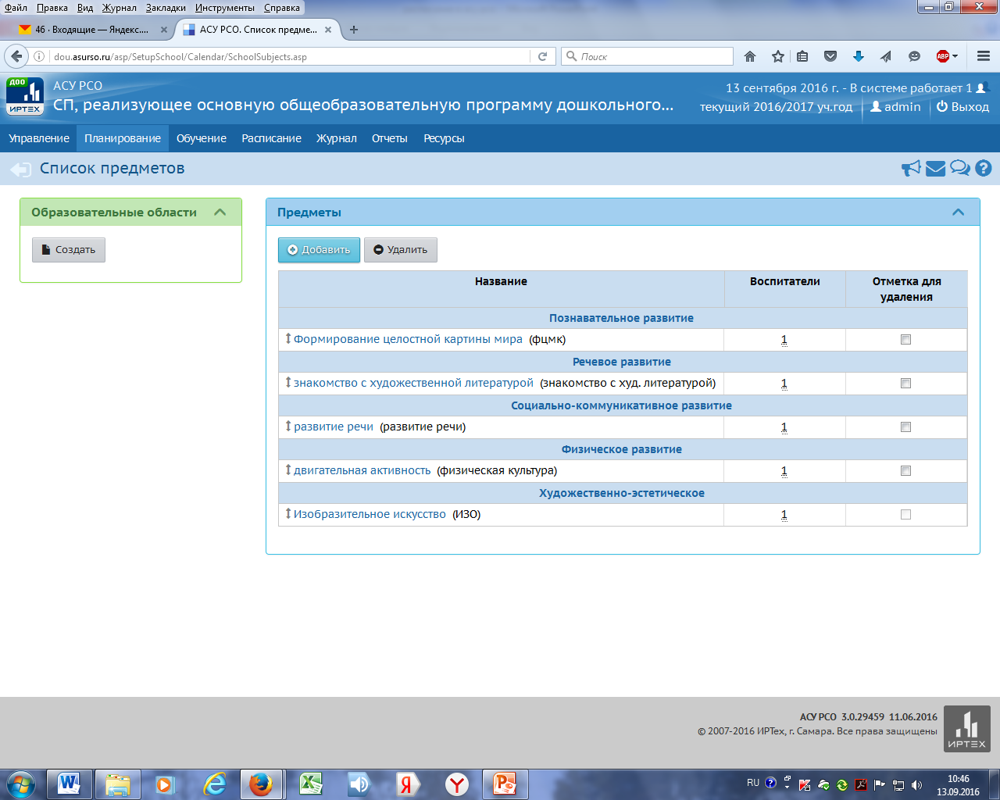 Файл Правка Вид Журнал Закладки Инструменты Справка
46 · Входящие — Яндекс....
АСУ РСО. Список предме...
dou.asurso.ru/asp/SetupSchool/Calendar/SchoolSubjects.asp
Поиск
ABP
ДОО
ИРТЕХ
АСУ РСО
СП, реализующее основную общеобразовательную программу дошкольного...
13 сентября 2016 г. - В системе работает 1
текущий 2016/2017 уч.год admin Выход
Управление Планирование Обучение Расписание Журнал Отчеты Ресурсы
Список предметов
Образовательные области
Создать
Предметы
Добавить Удалить
Название Воспитатели Отметка для удаления
Познавательное развитие
Формирование целостной картины мира (фцмк) 1
Речевое развитие
знакомство с художественной литературой (знакомство с худ. литературой) 1
Социально-коммуникативное развитие
развитие речи (развитие речи) 1
Физическое развитие
двигательная активность (физическая культура) 1
Художественно-эстетическое
Изобразительное искусство (ИЗО) 1
АСУ РСО 3.0.29459 11.06.2016
© 2007-2016 ИРТех, г. Самара. Все права защищены
ИРТЕХ
RU
10:46
13.09.2016